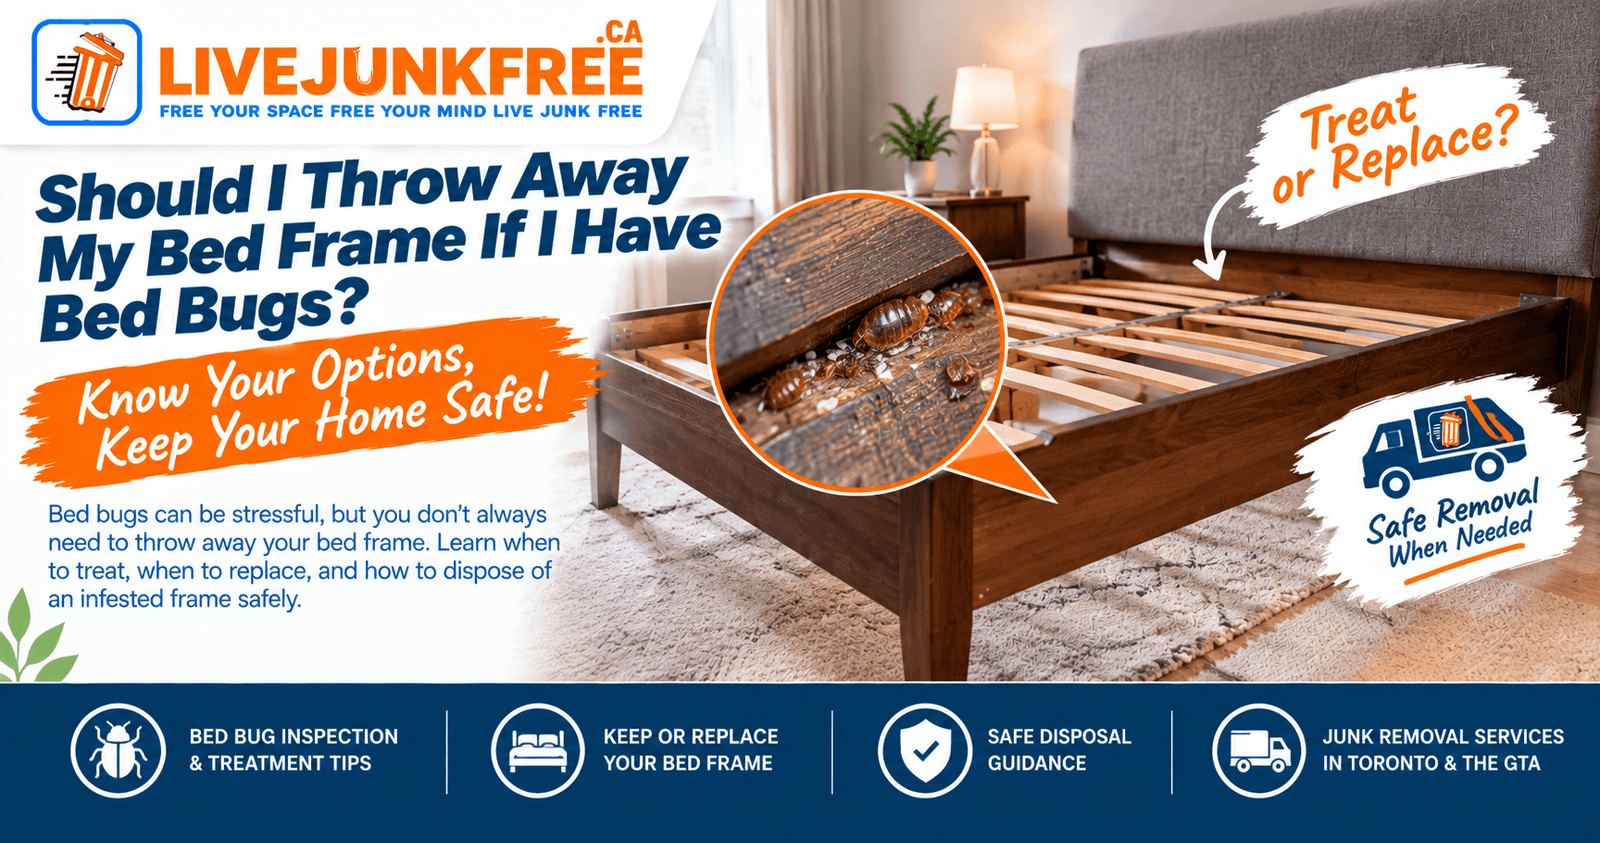 .CA
LIVEJUNKFREE
FREE YOUR SPACE FREE YOUR MIND LIVE JUNK FREE
Should I Throw Away
My Bed Frame If I Have
Bed Bugs?
Know Your Options,
Keep Your Home Safe!
Bed bugs can be stressful, but you don't always
need to throw away your bed frame. Learn when
to treat, when to replace, and how to dispose of
an infested frame safely.
Treat
or Replace?
Safe Removal
When Needed
BED BUG INSPECTION
& TREATMENT TIPS
KEEP OR REPLACE
YOUR BED FRAME
SAFE DISPOSAL
GUIDANCE
JUNK REMOVAL SERVICES
IN TORONTO & THE GTA